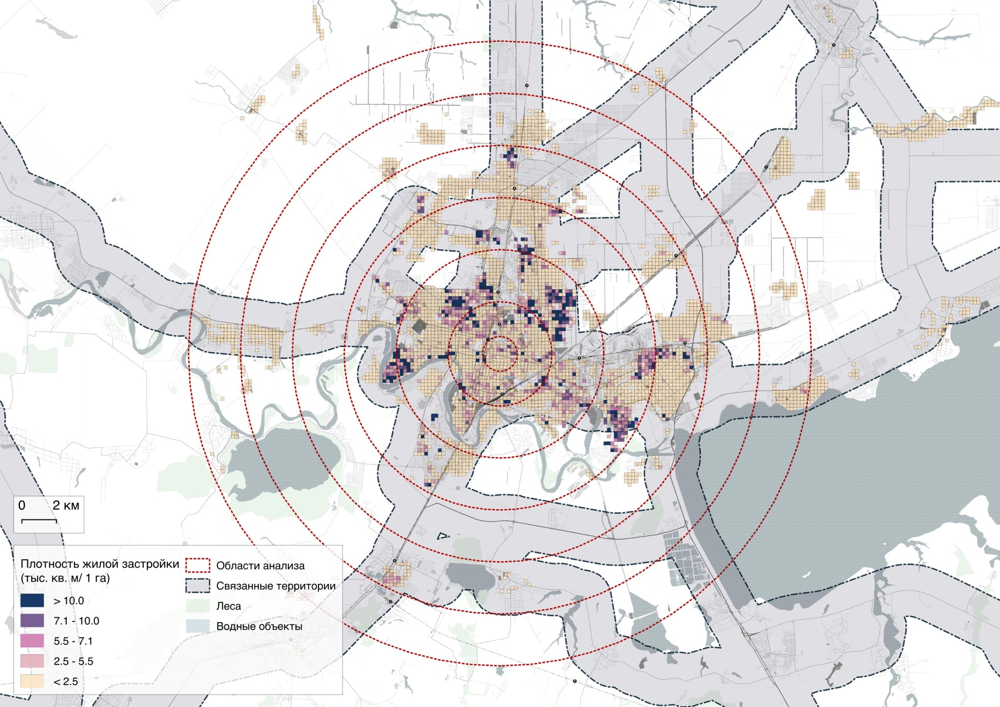 0 2 км
Плотность жилой застройки
(тыс. кв. м/ 1 га)
> 10.0
7.1 - 10.0
5.5 - 7.1
2.5 - 5.5
< 2.5
Области анализа
Связанные территории
Леса
Водные объекты